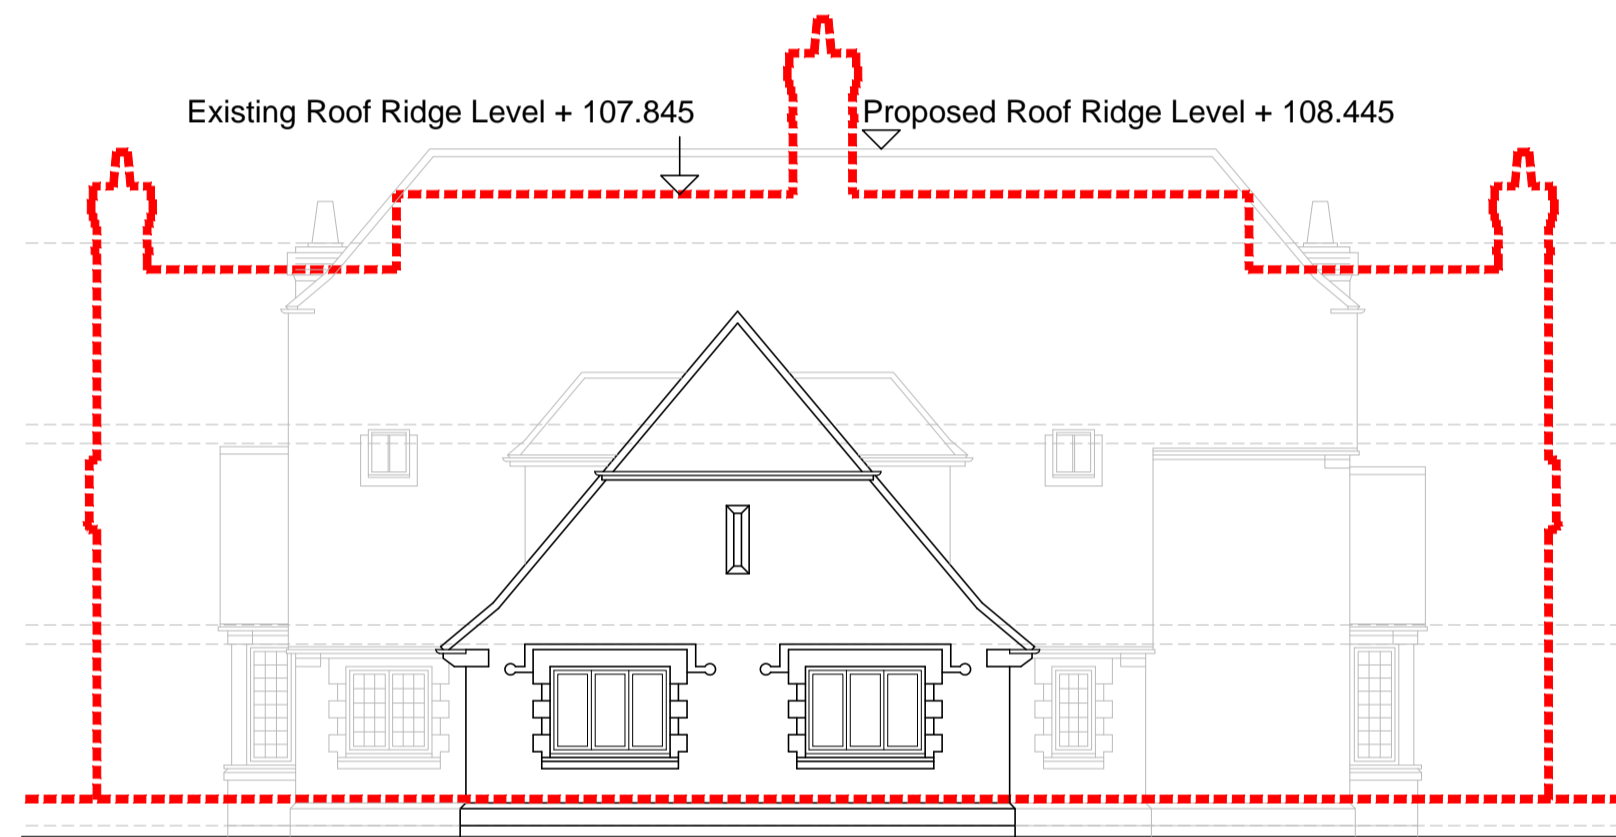 Existing Roof Ridge Level + 107.845
Proposed Roof Ridge Level + 108.445